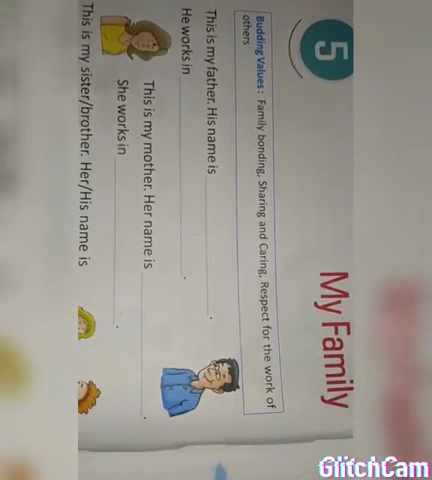 5
My Family
Budding Values : Family bonding, Sharing and Caring, Respect for the work of
others
This is my father. His name is .
He works in .
This is my mother. Her name is .
She works in .
This is my sister/brother. Her/His name is
GlitchCam